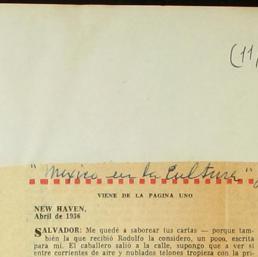 (11
"Mexico en la Cultura"
VIENE DE LA PAGINA UNO
NEW HAVEN,
Abril de 1936
SALVADOR: Me quedé a saborear tus cartas — porque tam-
bién la que recibió Rodolfo la considero, un poco, escrita
para mí. El caballero salió a la calle, supongo que a ver si
entre corrientes de aire y nublados telones tropieza con la pri-